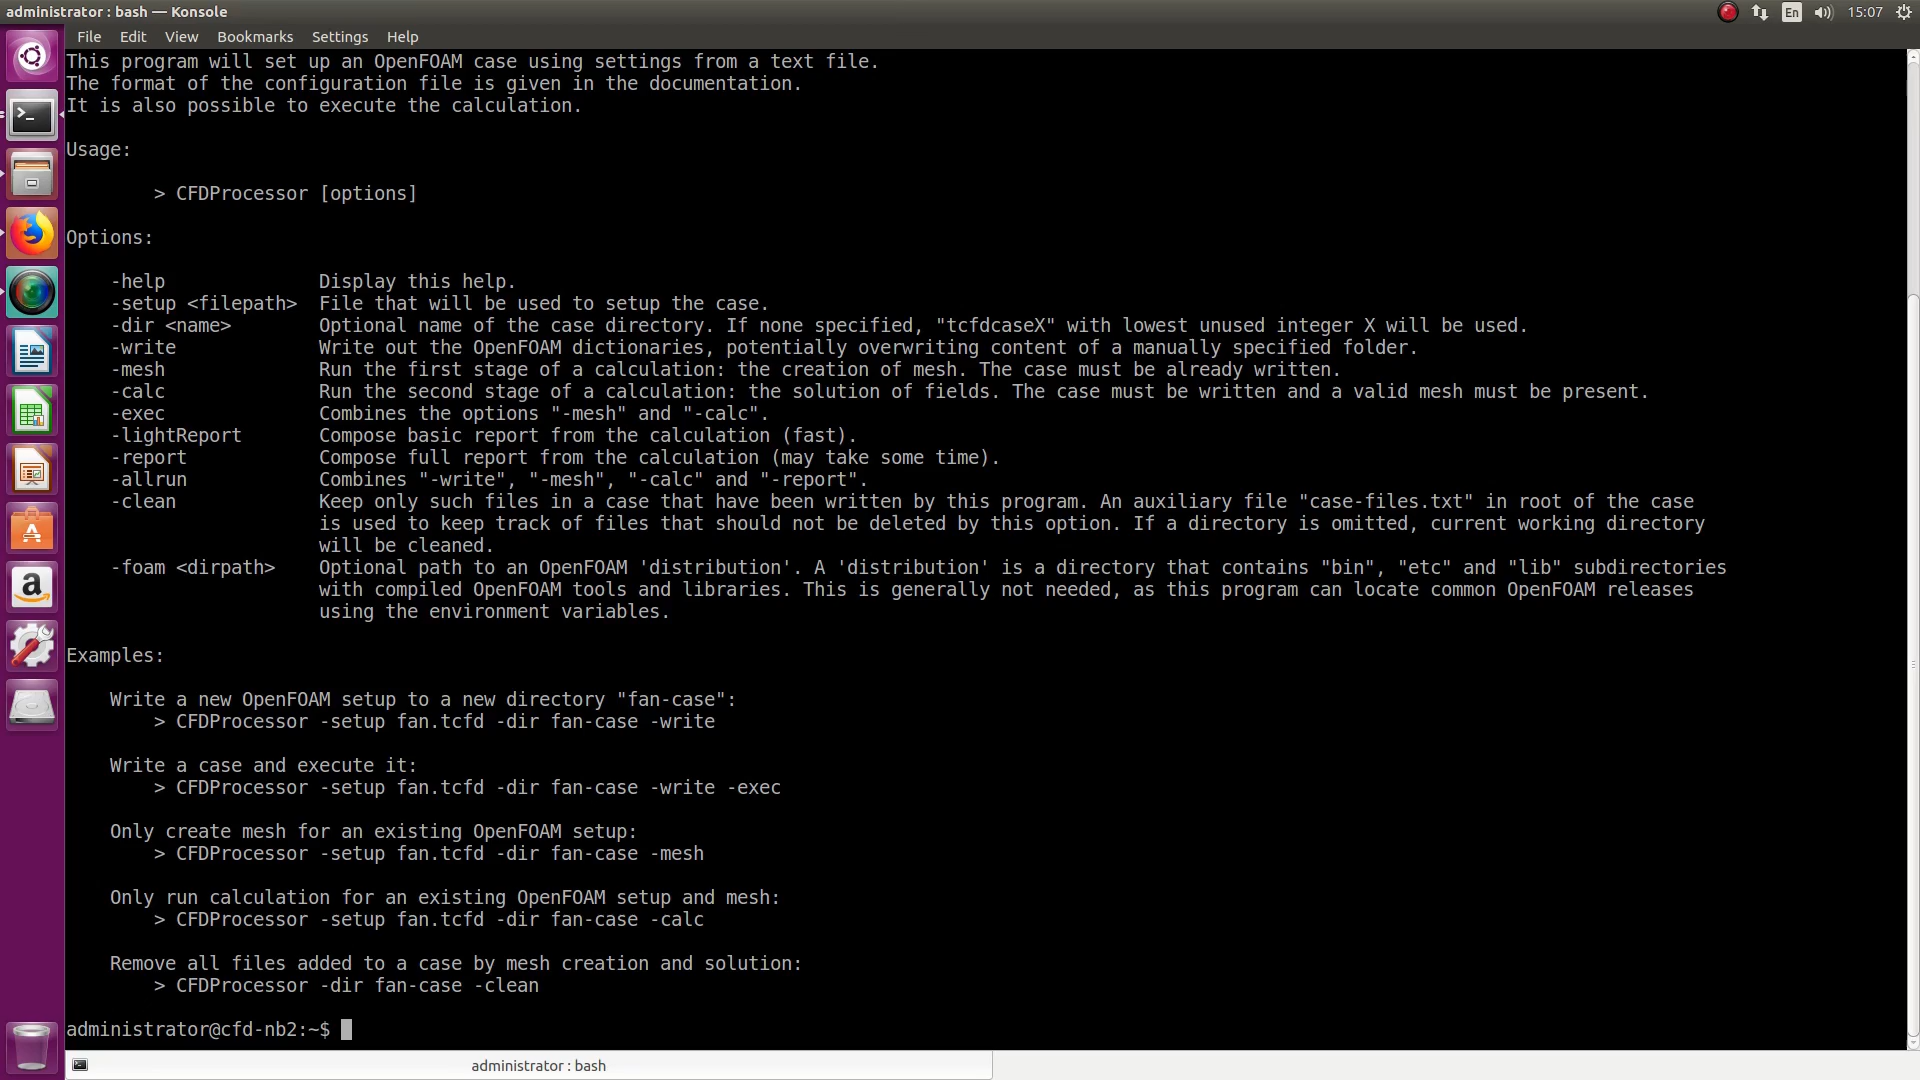 administrator : bash — Konsole
En
15:07
File Edit View Bookmarks Settings Help
This program will set up an OpenFOAM case using settings from a text file.
The format of the configuration file is given in the documentation.
It is also possible to execute the calculation.
Usage:
> CFDProcessor [options]
Options:
-help Display this help.
-setup <filepath> File that will be used to setup the case.
-dir <name> Optional name of the case directory. If none specified, "tcfdcaseX" with lowest unused integer X will be used.
-write Write out the OpenFOAM dictionaries, potentially overwriting content of a manually specified folder.
-mesh Run the first stage of a calculation: the creation of mesh. The case must be already written.
-calc Run the second stage of a calculation: the solution of fields. The case must be written and a valid mesh must be present.
-exec Combines the options "-mesh" and "-calc".
-lightReport Compose basic report from the calculation (fast).
-report Compose full report from the calculation (may take some time).
-allrun Combines "-write", "-mesh", "-calc" and "-report".
-clean Keep only such files in a case that have been written by this program. An auxiliary file "case-files.txt" in root of the case
is used to keep track of files that should not be deleted by this option. If a directory is omitted, current working directory
will be cleaned.
-foam <dirpath> Optional path to an OpenFOAM 'distribution'. A 'distribution' is a directory that contains "bin", "etc" and "lib" subdirectories
with compiled OpenFOAM tools and libraries. This is generally not needed, as this program can locate common OpenFOAM releases
using the environment variables.
Examples:
Write a new OpenFOAM setup to a new directory "fan-case":
> CFDProcessor -setup fan.tcfd -dir fan-case -write
Write a case and execute it:
> CFDProcessor -setup fan.tcfd -dir fan-case -write -exec
Only create mesh for an existing OpenFOAM setup:
> CFDProcessor -setup fan.tcfd -dir fan-case -mesh
Only run calculation for an existing OpenFOAM setup and mesh:
> CFDProcessor -setup fan.tcfd -dir fan-case -calc
Remove all files added to a case by mesh creation and solution:
> CFDProcessor -dir fan-case -clean
administrator@cfd-nb2:~$
administrator : bash